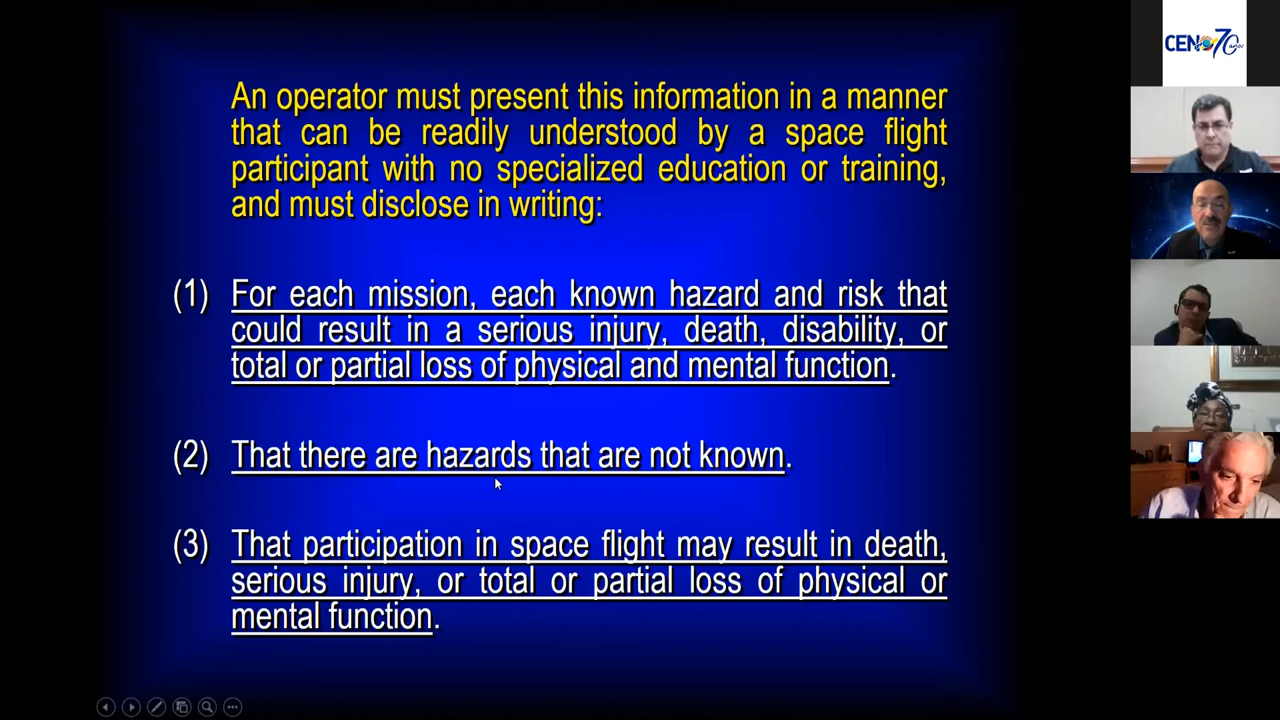 An operator must present this information in a manner
that can be readily understood by a space flight
participant with no specialized education or training,
and must disclose in writing:
(1) For each mission, each known hazard and risk that
could result in a serious injury, death, disability, or
total or partial loss of physical and mental function.
(2) That there are hazards that are not known.
(3) That participation in space flight may result in death,
serious injury, or total or partial loss of physical or
mental function.
CENO 70 años